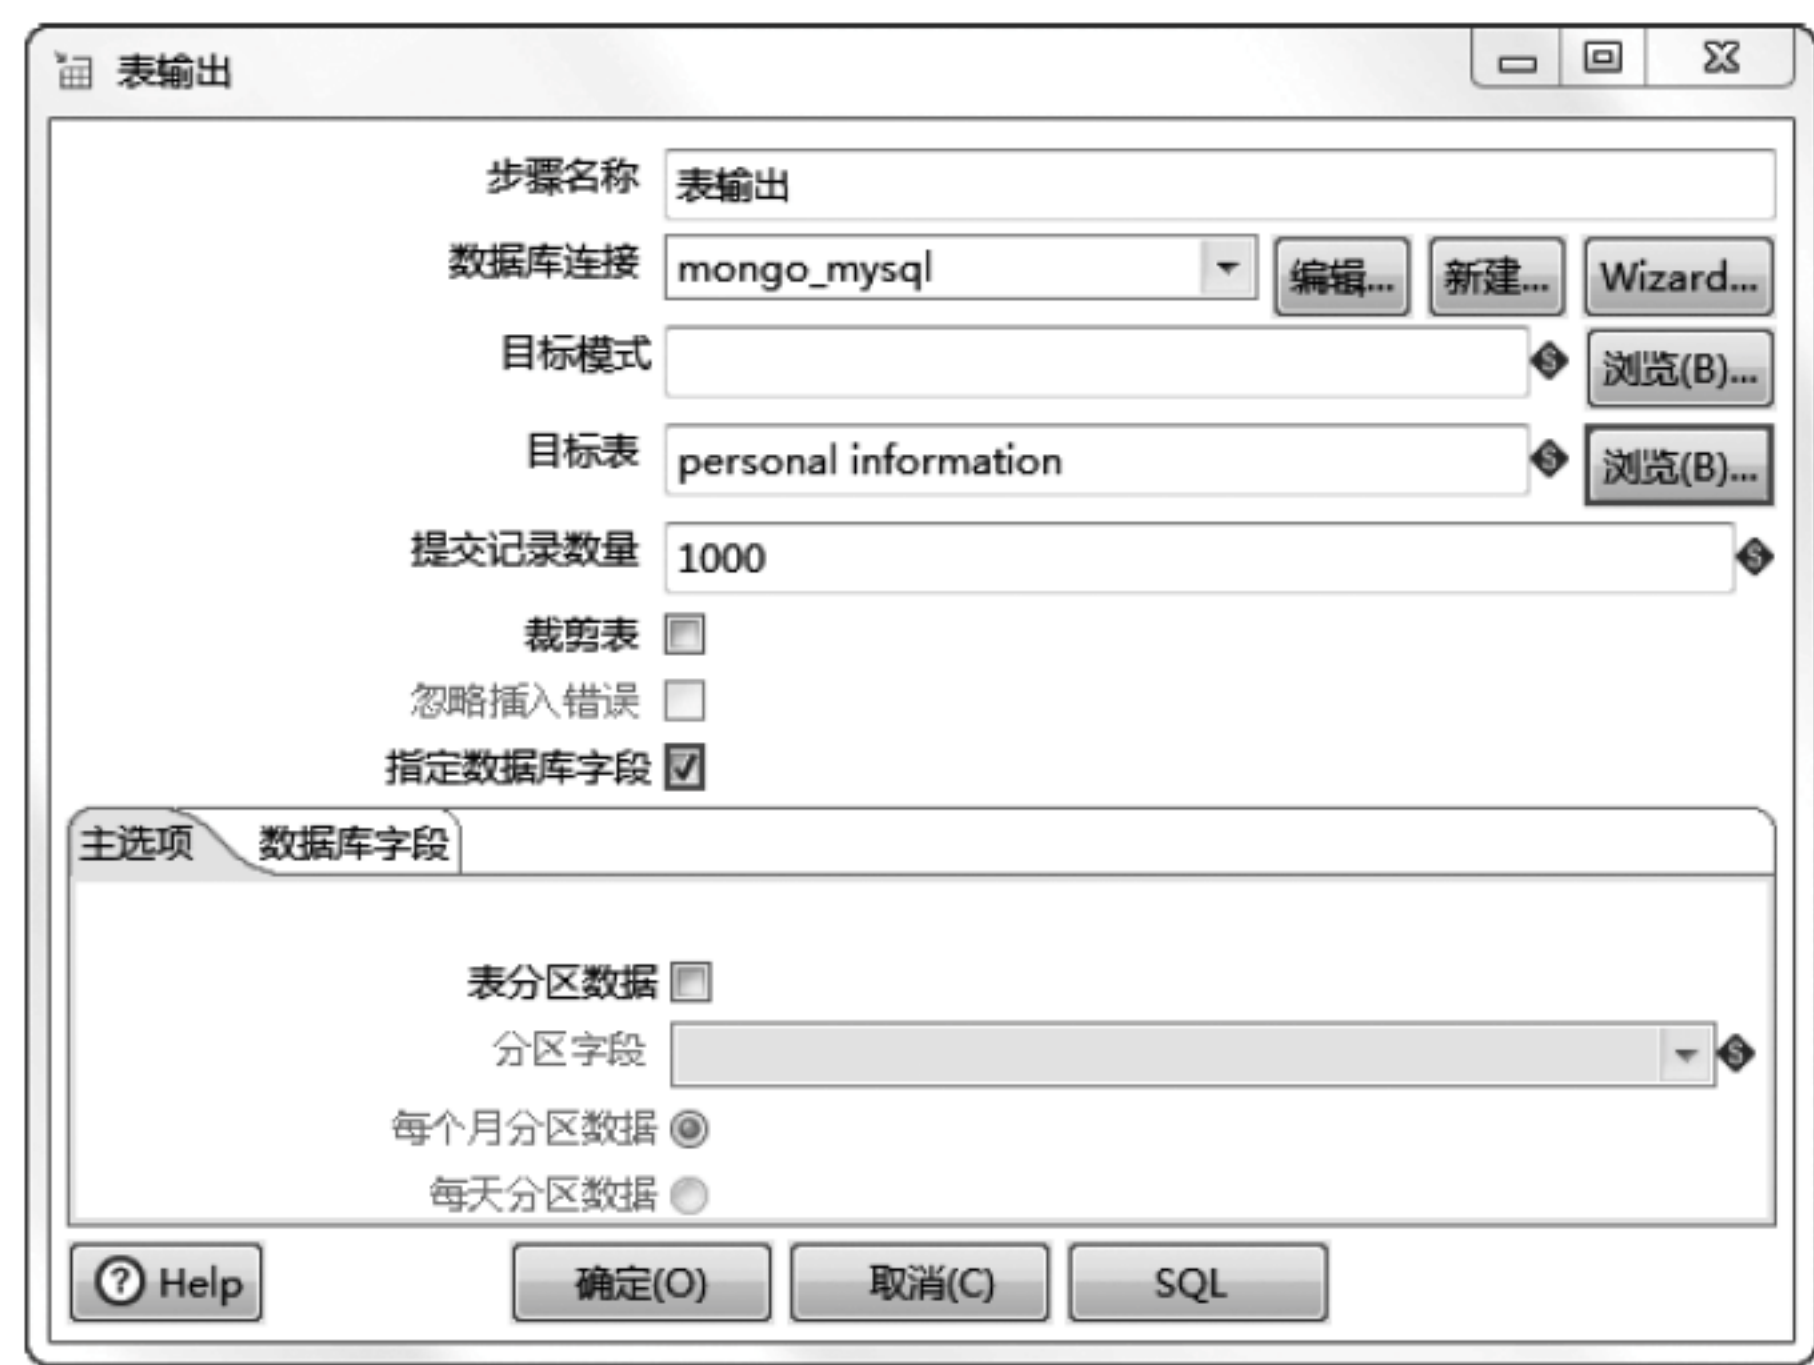 表输出
步骤名称 表输出
数据库连接 mongo_mysql 编辑... 新建... Wizard...
目标模式 浏览(B)...
目标表 personal information 浏览(B)...
提交记录数量 1000
裁剪表
忽略插入错误
指定数据库字段
主选项 数据库字段
表分区数据
分区字段
每个月分区数据
每天分区数据
Help 确定(O) 取消(C) SQL